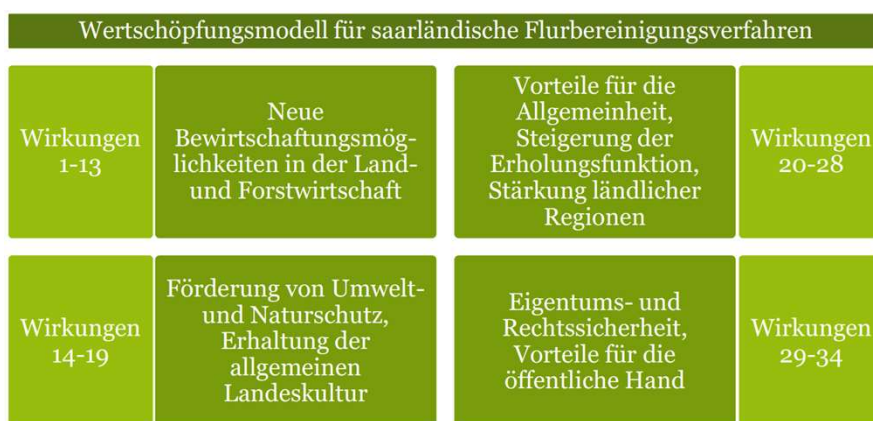 Wertschöpfungsmodell für saarländische Flurbereinigungsverfahren
Wirkungen
1-13
Neue
Bewirtschaftungsmög-
lichkeiten in der Land-
und Forstwirtschaft
Vorteile für die
Allgemeinheit,
Steigerung der
Erholungsfunktion,
Stärkung ländlicher
Regionen
Wirkungen
20-28
Wirkungen
14-19
Förderung von Umwelt-
und Naturschutz,
Erhaltung der
allgemeinen
Landeskultur
Eigentums- und
Rechtssicherheit,
Vorteile für die
öffentliche Hand
Wirkungen
29-34